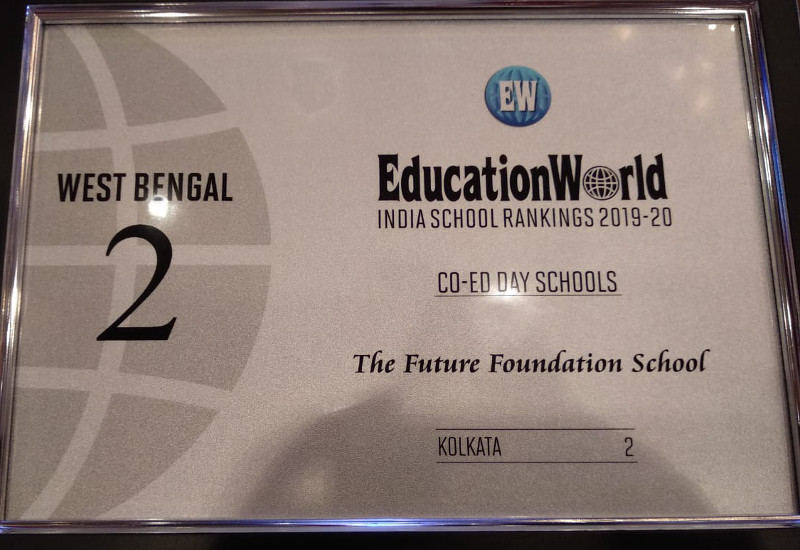 WEST BENGAL
2
EW
EducationWorld
INDIA SCHOOL RANKINGS 2019-20
CO-ED DAY SCHOOLS
The Future Foundation School
KOLKATA 2